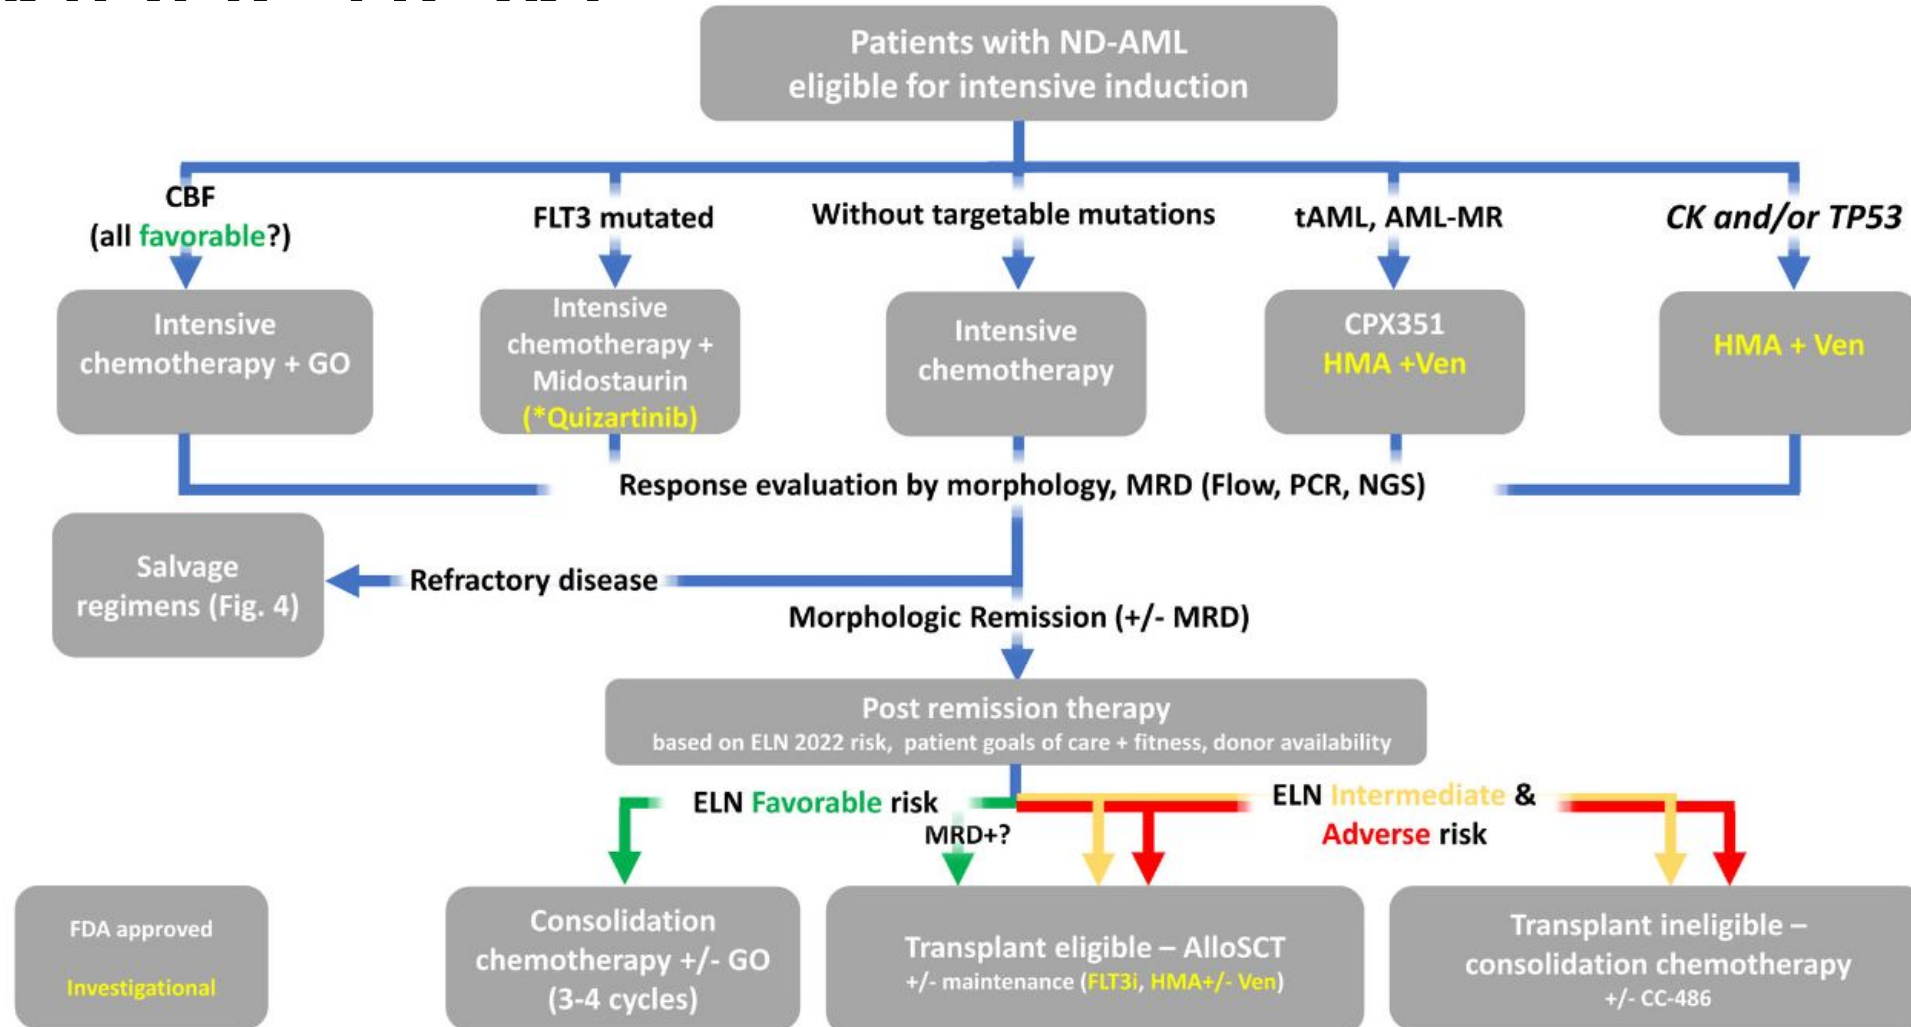 Patients with ND-AML
eligible for intensive induction
CBF
(all favorable?)
FLT3 mutated
Without targetable mutations
tAML, AML-MR
CK and/or TP53
Intensive
chemotherapy + GO
Intensive
chemotherapy +
Midostaurin
(*Quizartinib)
Intensive
chemotherapy
CPX351
HMA +Ven
HMA + Ven
Response evaluation by morphology, MRD (Flow, PCR, NGS)
Salvage
regimens (Fig. 4)
Refractory disease
Morphologic Remission (+/- MRD)
Post remission therapy
based on ELN 2022 risk, patient goals of care + fitness, donor availability
ELN Favorable risk
MRD+?
ELN Intermediate &
Adverse risk
FDA approved
Investigational
Consolidation
chemotherapy +/- GO
(3-4 cycles)
Transplant eligible – AlloSCT
+/- maintenance (FLT3i, HMA+/- Ven)
Transplant ineligible –
consolidation chemotherapy
+/- CC-486